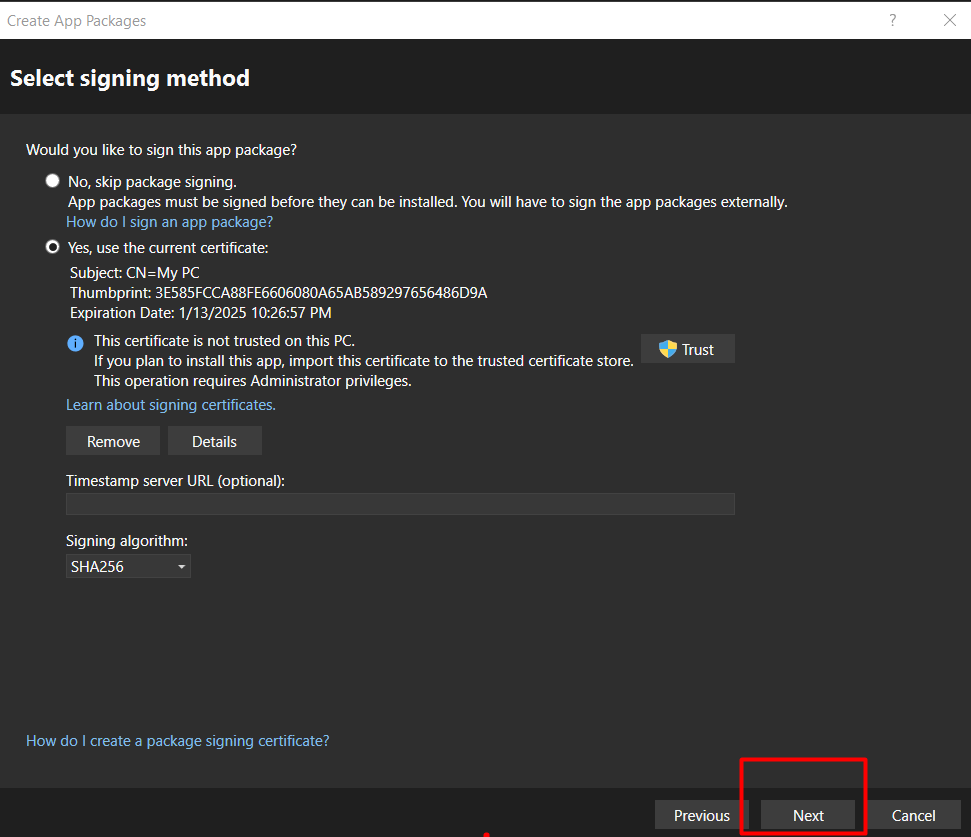 Create App Packages
?
Select signing method
Would you like to sign this app package?
No, skip package signing.
App packages must be signed before they can be installed. You will have to sign the app packages externally.
How do I sign an app package?
Yes, use the current certificate:
Subject: CN=My PC
Thumbprint: 3E585FCCA88FE6606080A65AB589297656486D9A
Expiration Date: 1/13/2025 10:26:57 PM
This certificate is not trusted on this PC.
If you plan to install this app, import this certificate to the trusted certificate store.
This operation requires Administrator privileges.
Trust
Learn about signing certificates.
Remove
Details
Timestamp server URL (optional):
Signing algorithm:
SHA256
How do I create a package signing certificate?
Previous
Next
Cancel